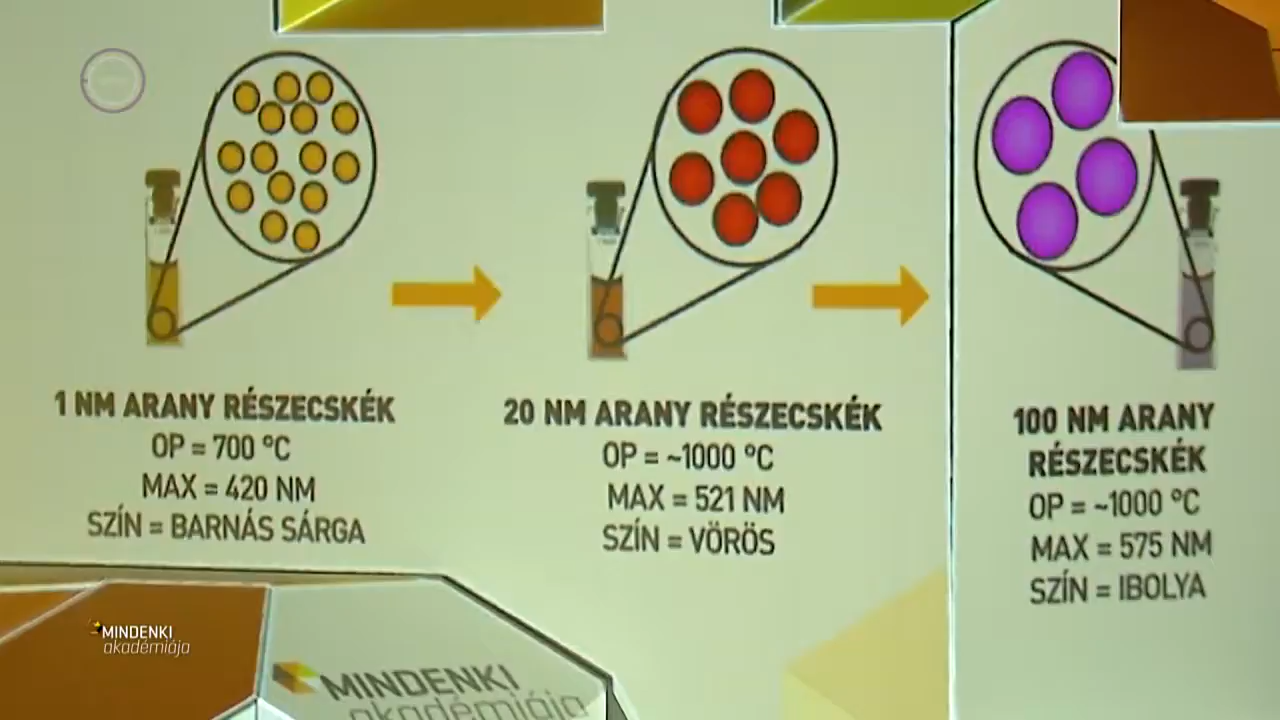 1 NM ARANY RÉSZECSKÉK
OP = 700 °C
MAX = 420 NM
SZÍN = BARNÁS SÁRGA
20 NM ARANY RÉSZECSKÉK
OP = ~1000 °C
MAX = 521 NM
SZÍN = VÖRÖS
100 NM ARANY
RÉSZECSKÉK
OP = ~1000 °C
MAX = 575 NM
SZÍN = IBOLYA
MINDENKI
akadémiája
MINDENKI
akadémiája